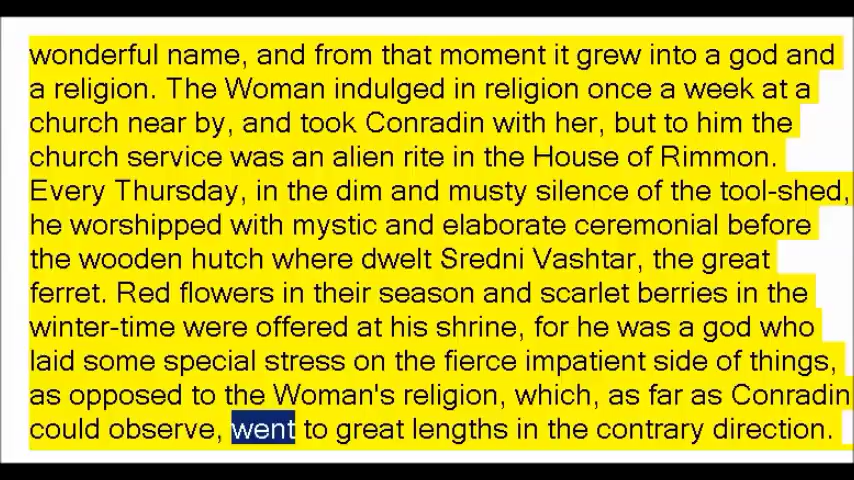 wonderful name, and from that moment it grew into a god and
a religion. The Woman indulged in religion once a week at a
church near by, and took Conradin with her, but to him the
church service was an alien rite in the House of Rimmon.
Every Thursday, in the dim and musty silence of the tool-shed,
he worshipped with mystic and elaborate ceremonial before
the wooden hutch where dwelt Sredni Vashtar, the great
ferret. Red flowers in their season and scarlet berries in the
winter-time were offered at his shrine, for he was a god who
laid some special stress on the fierce impatient side of things,
as opposed to the Woman's religion, which, as far as Conradin
could observe, went to great lengths in the contrary direction.